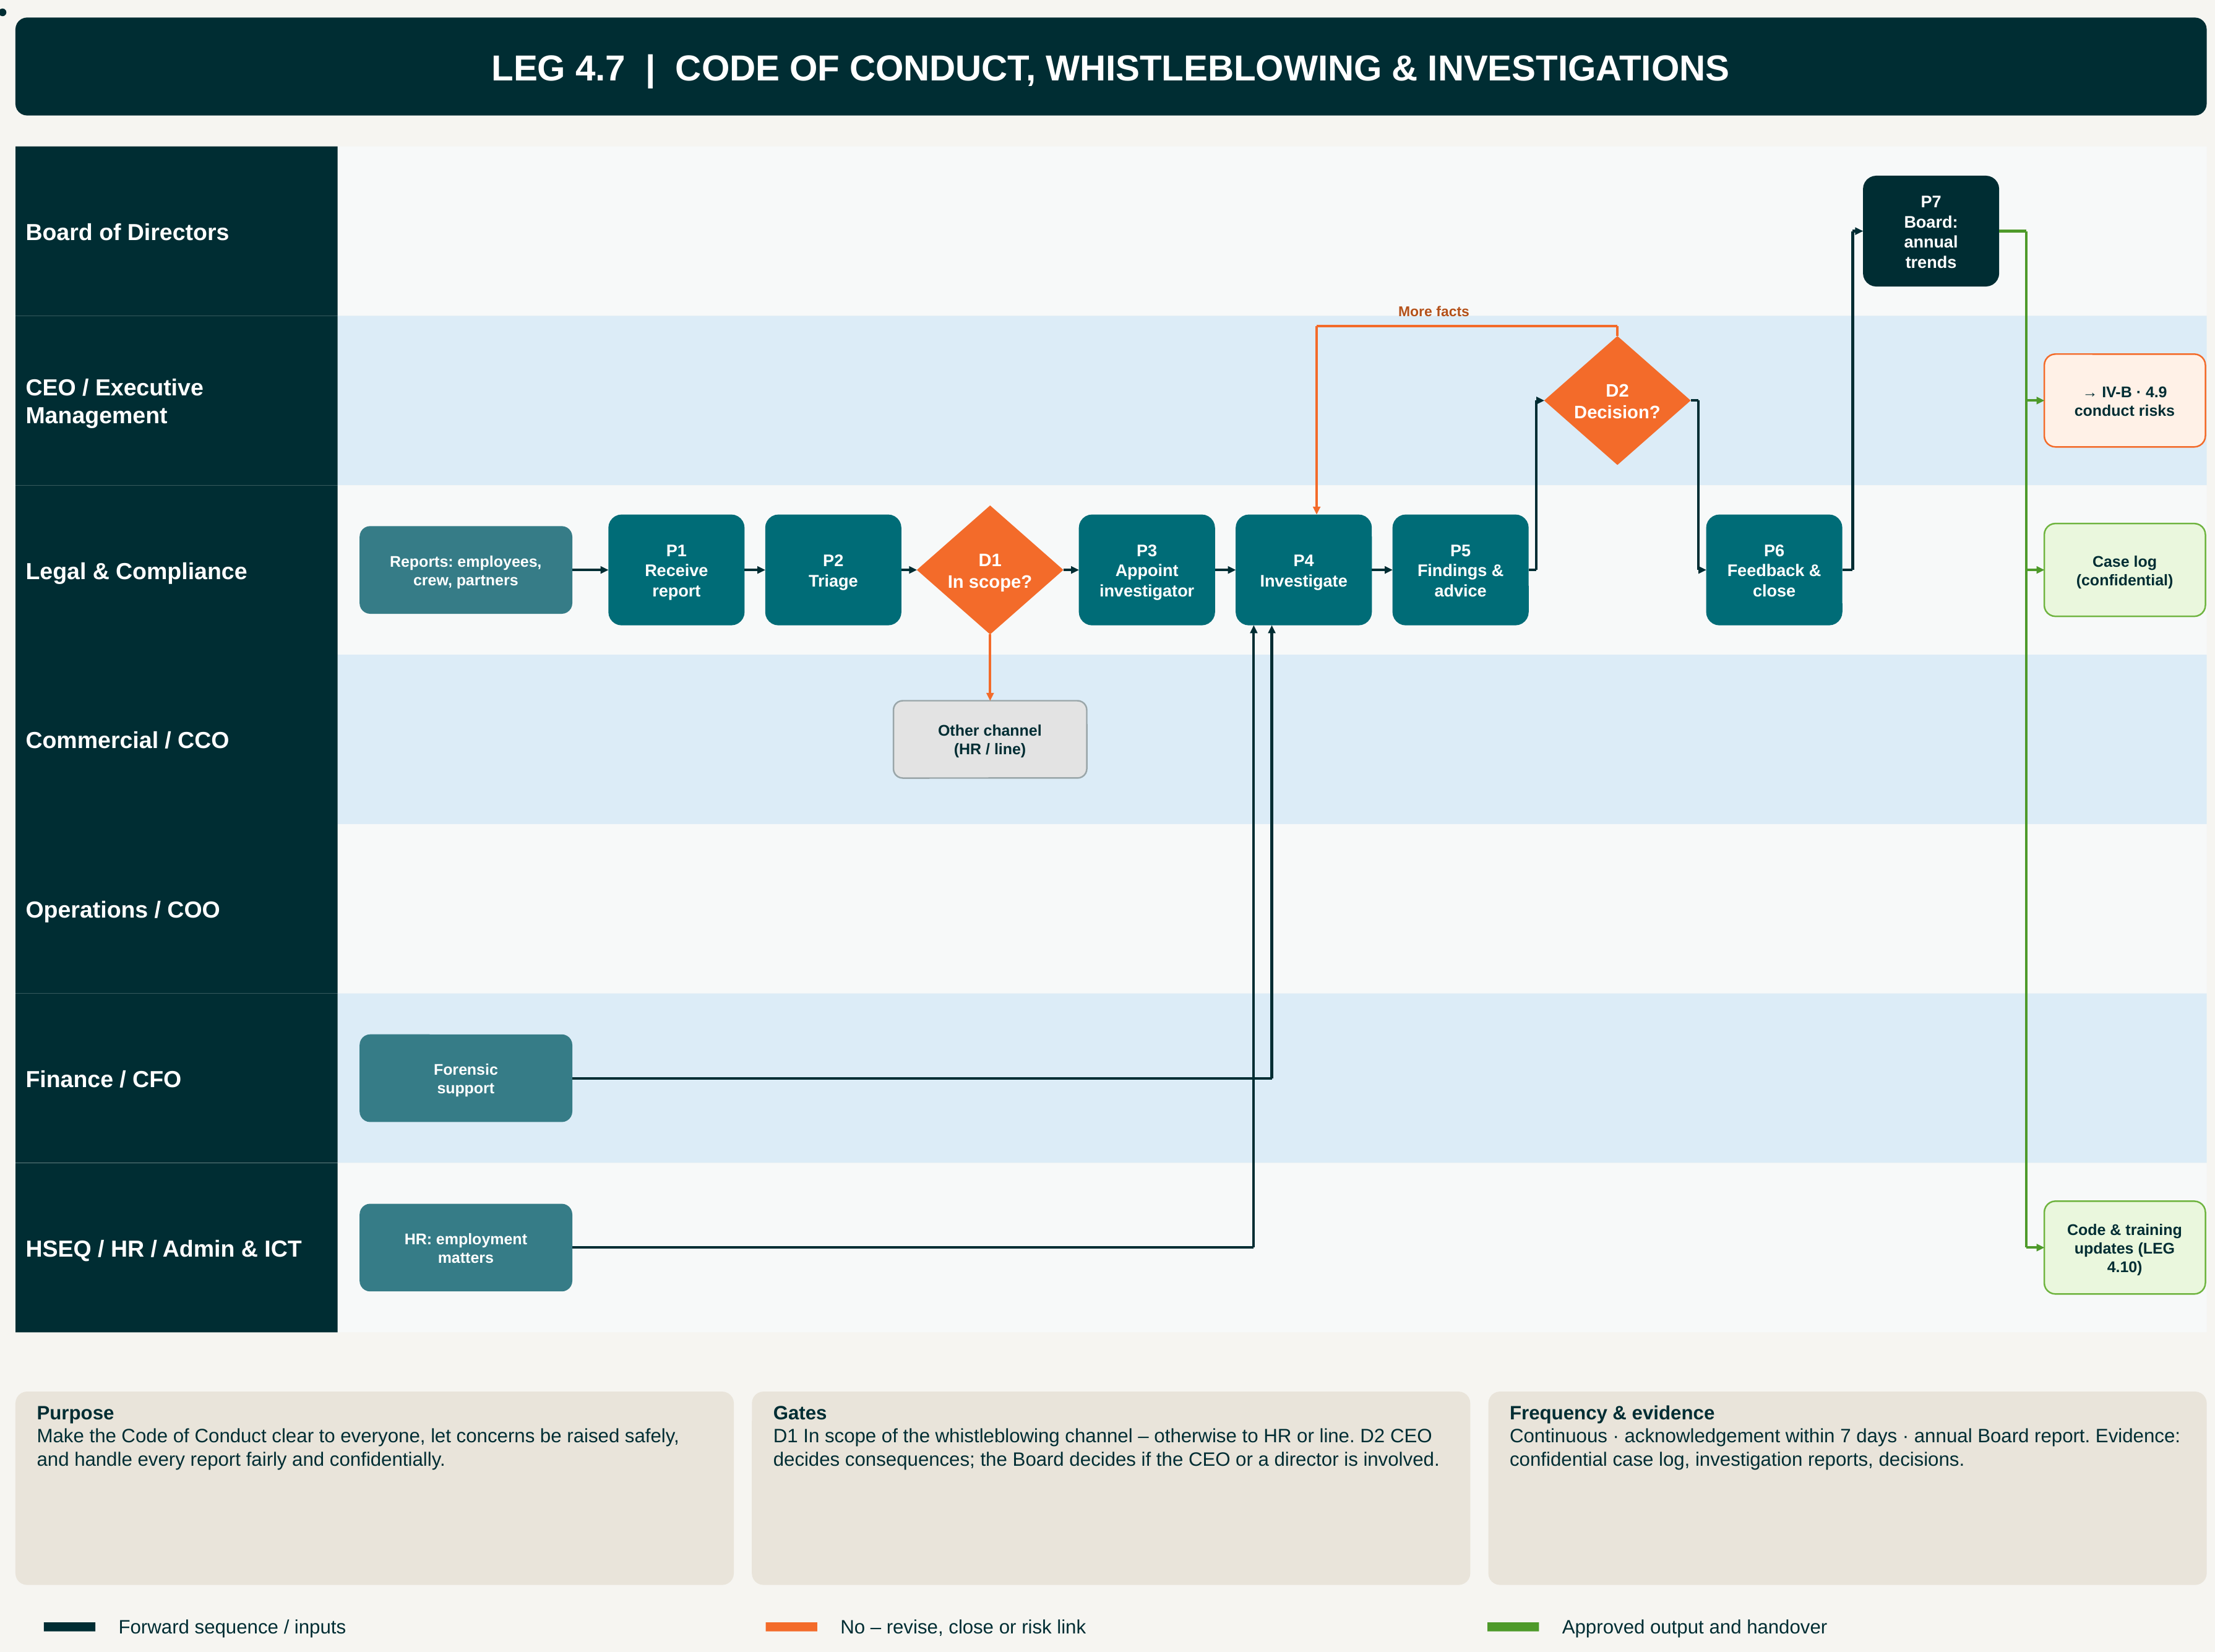 LEG 4.7 | CODE OF CONDUCT, WHISTLEBLOWING & INVESTIGATIONS
Board of Directors
P7
Board:
annual
trends
More facts
CEO / Executive
Management
D2
Decision?
→ IV-B · 4.9
conduct risks
Legal & Compliance
Reports: employees,
crew, partners
P1
Receive
report
P2
Triage
D1
In scope?
P3
Appoint
investigator
P4
Investigate
P5
Findings &
advice
P6
Feedback &
close
Case log
(confidential)
Commercial / CCO
Other channel
(HR / line)
Operations / COO
Finance / CFO
Forensic
support
HSEQ / HR / Admin & ICT
HR: employment
matters
Code & training
updates (LEG
4.10)
Purpose
Make the Code of Conduct clear to everyone, let concerns be raised safely,
and handle every report fairly and confidentially.
Gates
D1 In scope of the whistleblowing channel – otherwise to HR or line. D2 CEO
decides consequences; the Board decides if the CEO or a director is involved.
Frequency & evidence
Continuous · acknowledgement within 7 days · annual Board report. Evidence:
confidential case log, investigation reports, decisions.
Forward sequence / inputs
No – revise, close or risk link
Approved output and handover